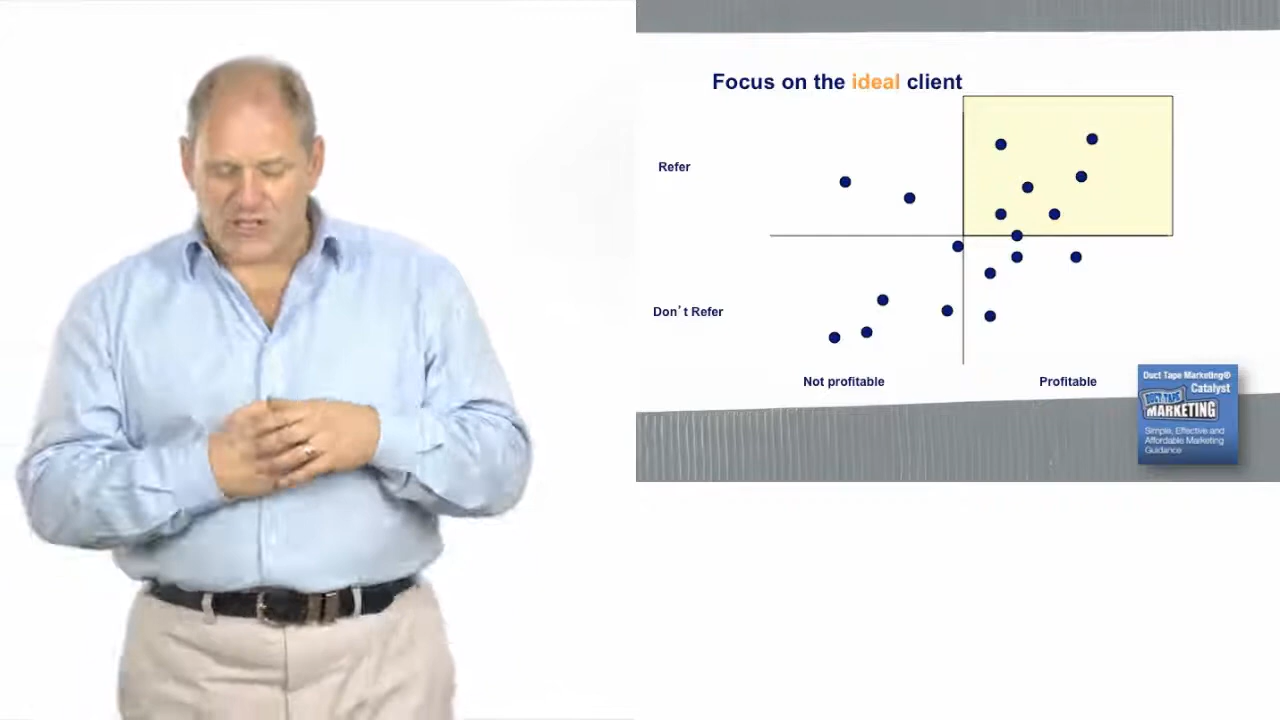 Focus on the ideal client
Refer
Don't Refer
Not profitable
Profitable
Duct Tape Marketing®
Catalyst
DUCT TAPE
MARKETING
Simple, Effective and
Affordable Marketing
Guidance